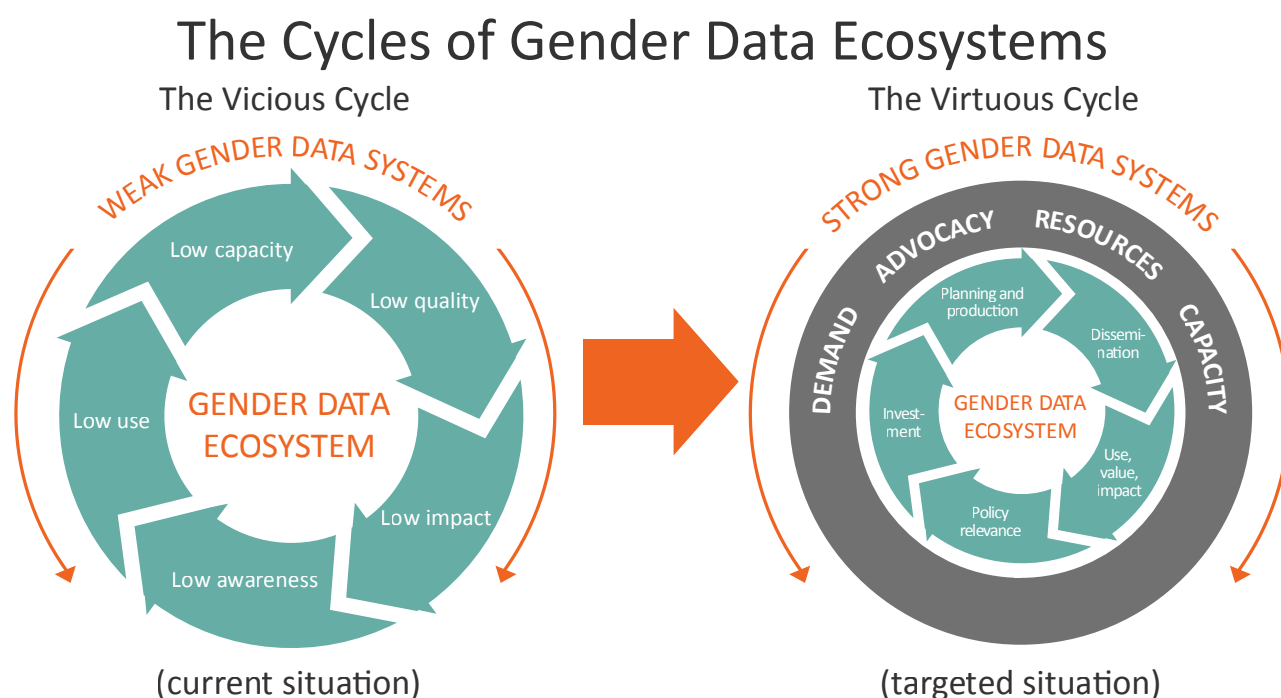 The Cycles of Gender Data Ecosystems
The Vicious Cycle
WEAK GENDER DATA SYSTEMS
Low capacity
Low quality
Low impact
Low awareness
Low use
GENDER DATA
ECOSYSTEM
(current situation)
The Virtuous Cycle
STRONG GENDER DATA SYSTEMS
DEMAND
ADVOCACY
RESOURCES
CAPACITY
Planning and
production
Dissemi-
nation
Use,
value,
impact
Policy
relevance
Invest-
ment
GENDER DATA
ECOSYSTEM
(targeted situation)